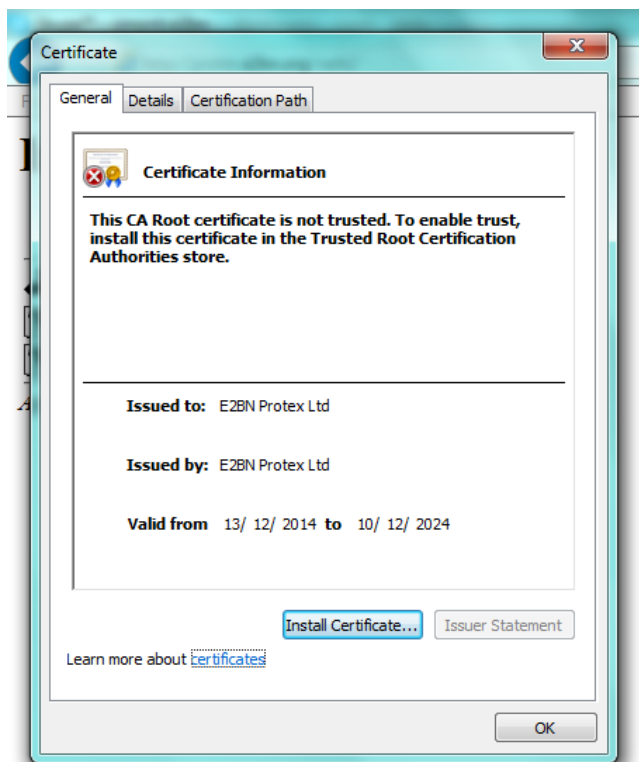 Certificate
General
Details
Certification Path
Certificate Information
This CA Root certificate is not trusted. To enable trust,
install this certificate in the Trusted Root Certification
Authorities store.
Issued to: E2BN Protex Ltd
Issued by: E2BN Protex Ltd
Valid from 13/ 12/ 2014 to 10/ 12/ 2024
Install Certificate...
Issuer Statement
Learn more about certificates
OK